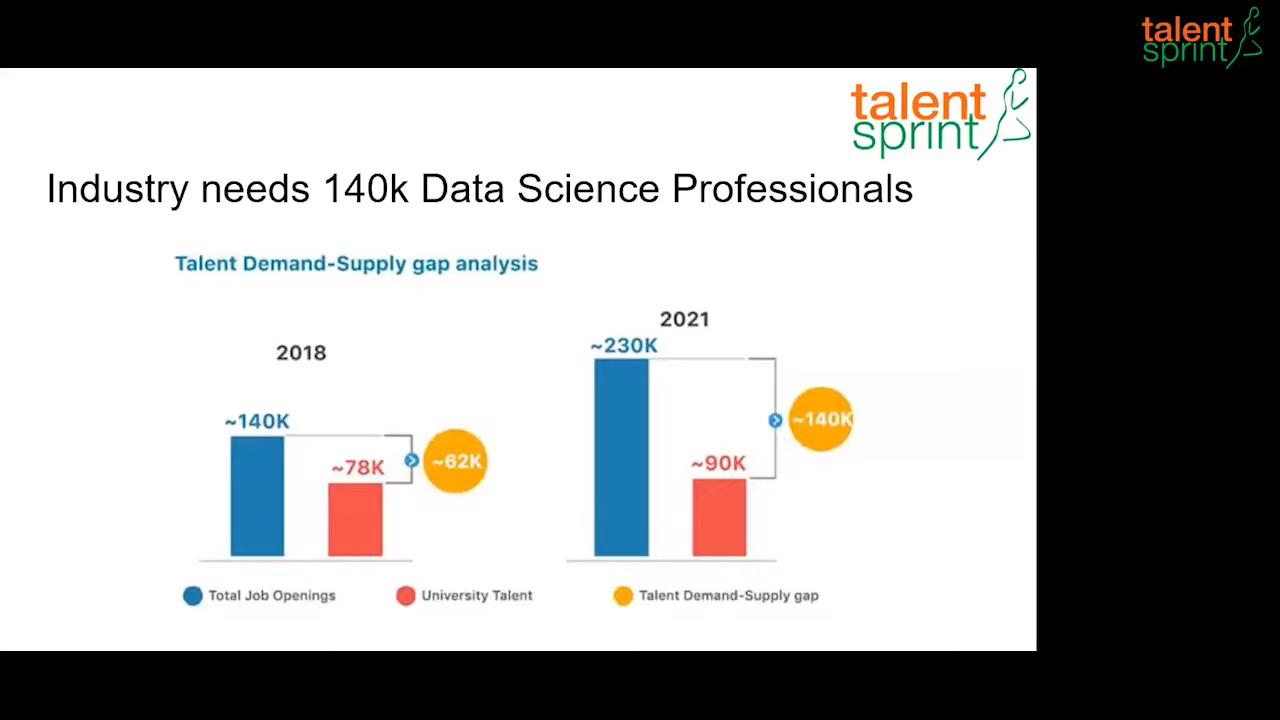 talent
sprint
talent
sprint
Industry needs 140k Data Science Professionals
Talent Demand-Supply gap analysis
2018
~140K
~78K
~62K
2021
~230K
~90K
~140K
Total Job Openings
University Talent
Talent Demand-Supply gap